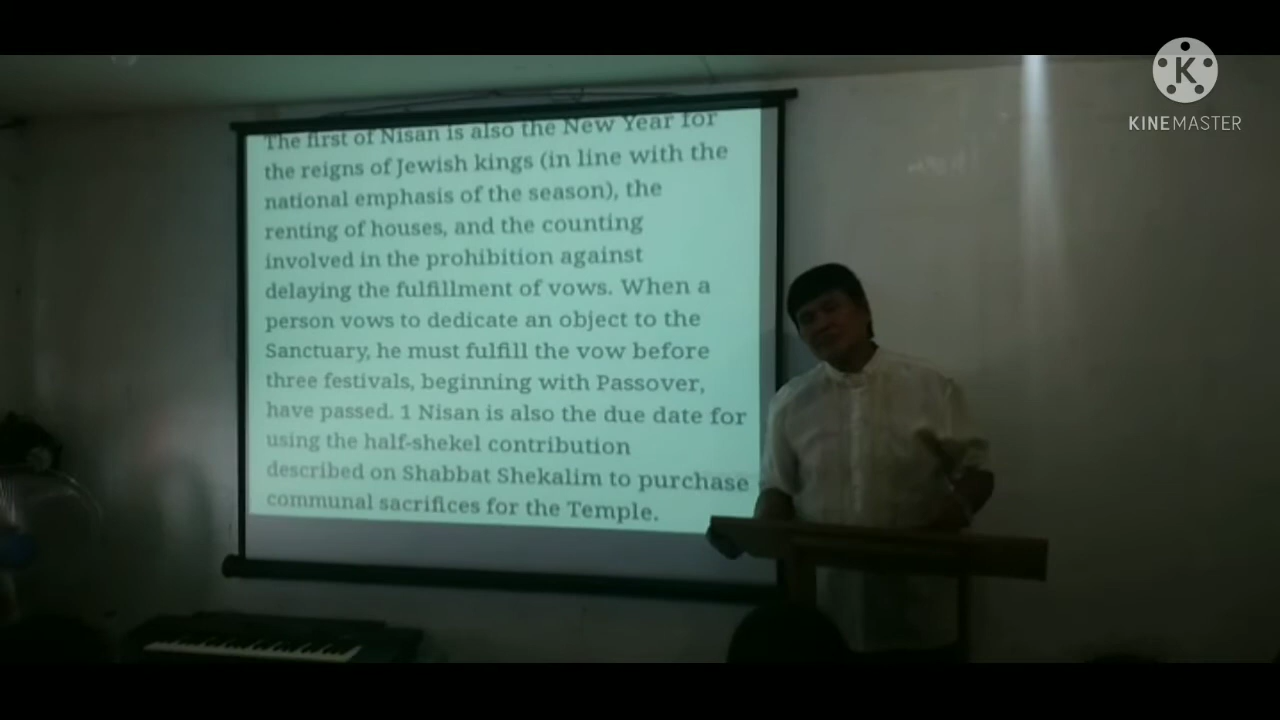 The first of Nisan is also the New Year for
the reigns of Jewish kings (in line with the
national emphasis of the season), the
renting of houses, and the counting
involved in the prohibition against
delaying the fulfillment of vows. When a
person vows to dedicate an object to the
Sanctuary, he must fulfill the vow before
three festivals, beginning with Passover,
have passed. 1 Nisan is also the due date for
using the half-shekel contribution
described on Shabbat Shekalim to purchase
communal sacrifices for the Temple.
K
KINEMASTER